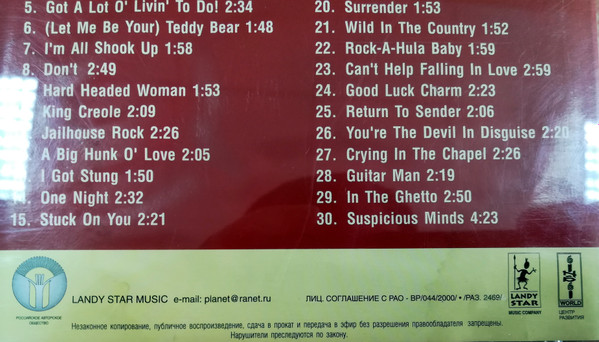 5. Got A Lot O' Livin' To Do! 2:34
6. (Let Me Be Your) Teddy Bear 1:48
7. I'm All Shook Up 1:58
8. Don't 2:49
Hard Headed Woman 1:53
King Creole 2:09
Jailhouse Rock 2:26
A Big Hunk O' Love 2:05
I Got Stung 1:50
One Night 2:32
15. Stuck On You 2:21
20. Surrender 1:53
21. Wild In The Country 1:52
22. Rock-A-Hula Baby 1:59
23. Can't Help Falling In Love 2:59
24. Good Luck Charm 2:23
25. Return To Sender 2:06
26. You're The Devil In Disguise 2:20
27. Crying In The Chapel 2:26
28. Guitar Man 2:19
29. In The Ghetto 2:50
30. Suspicious Minds 4:23
РОССИЙСКОЕ АВТОРСКОЕ
ОБЩЕСТВО
LANDY STAR MUSIC e-mail: planet@ranet.ru
ЛИЦ. СОГЛАШЕНИЕ С РАО - ВР/044/2000/ • /РАЗ. 2469/
LANDY
STAR
MUSIC COMPANY
WORLD
ЦЕНТР
РАЗВИТИЯ
Незаконное копирование, публичное воспроизведение, сдача в прокат и передача в эфир без разрешения правообладателя запрещены.
Нарушители преследуются по закону.